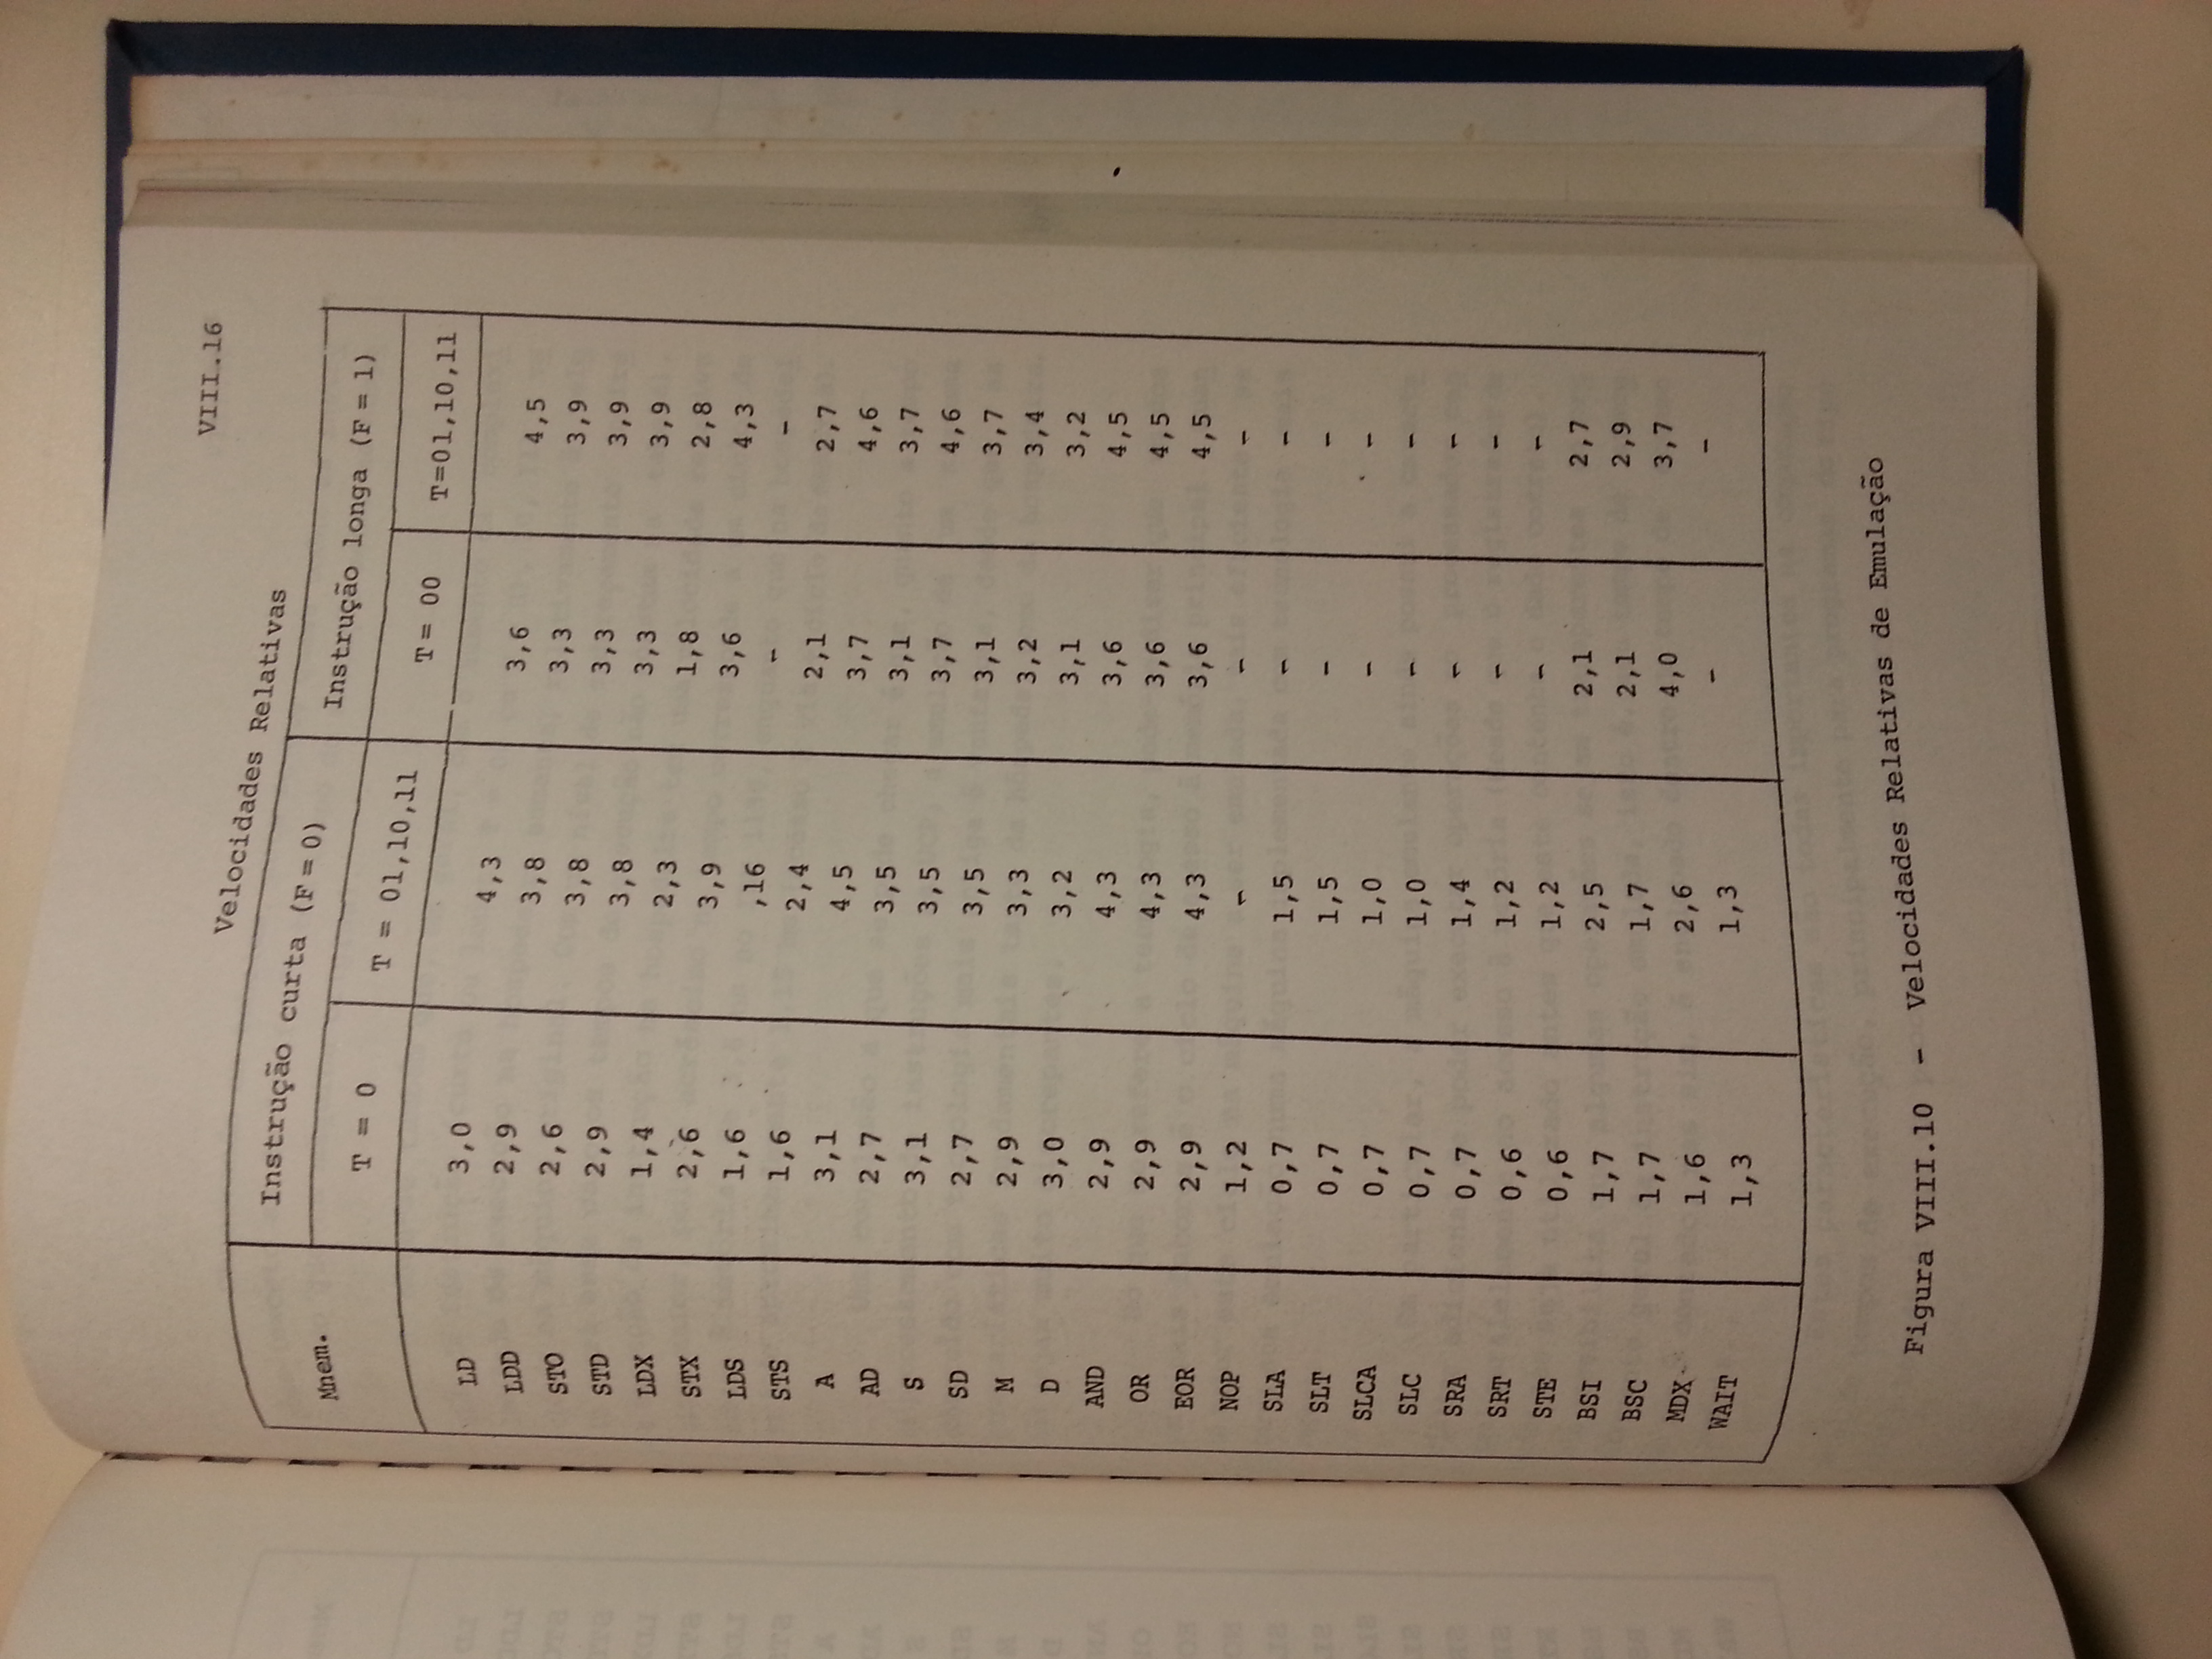 VIII.16
Velocidades Relativas
Mnem. Instrução curta (F = 0) Instrução longa (F = 1)
T = 0 T = 01,10,11 T = 00 T=01,10,11
LD 3,0 4,3 3,6 4,5
LDD 2,9 3,8 3,3 3,9
STO 2,6 3,8 3,3 3,9
STD 2,9 3,8 3,3 3,9
LDX 1,4 2,3 1,8 2,8
STX 2,6 3,9 3,6 4,3
LDS 1,6 ,16 - -
STS 1,6 2,4 2,1 2,7
A 3,1 4,5 3,7 4,6
AD 2,7 3,5 3,1 3,7
S 3,1 3,5 3,7 4,6
SD 2,7 3,5 3,1 3,7
M 2,9 3,3 3,2 3,4
D 3,0 3,2 3,1 3,2
AND 2,9 4,3 3,6 4,5
OR 2,9 4,3 3,6 4,5
EOR 2,9 4,3 3,6 4,5
NOP 1,2 - - -
SLA 0,7 1,5 - -
SLT 0,7 1,5 - -
SLCA 0,7 1,0 - -
SLC 0,7 1,0 - -
SRA 0,7 1,4 - -
SRT 0,6 1,2 - -
STE 0,6 1,2 - -
BSI 1,7 2,5 2,1 2,7
BSC 1,7 1,7 2,1 2,9
MDX 1,6 2,6 4,0 3,7
WAIT 1,3 1,3 - -
Figura VIII.10 - Velocidades Relativas de Emulação